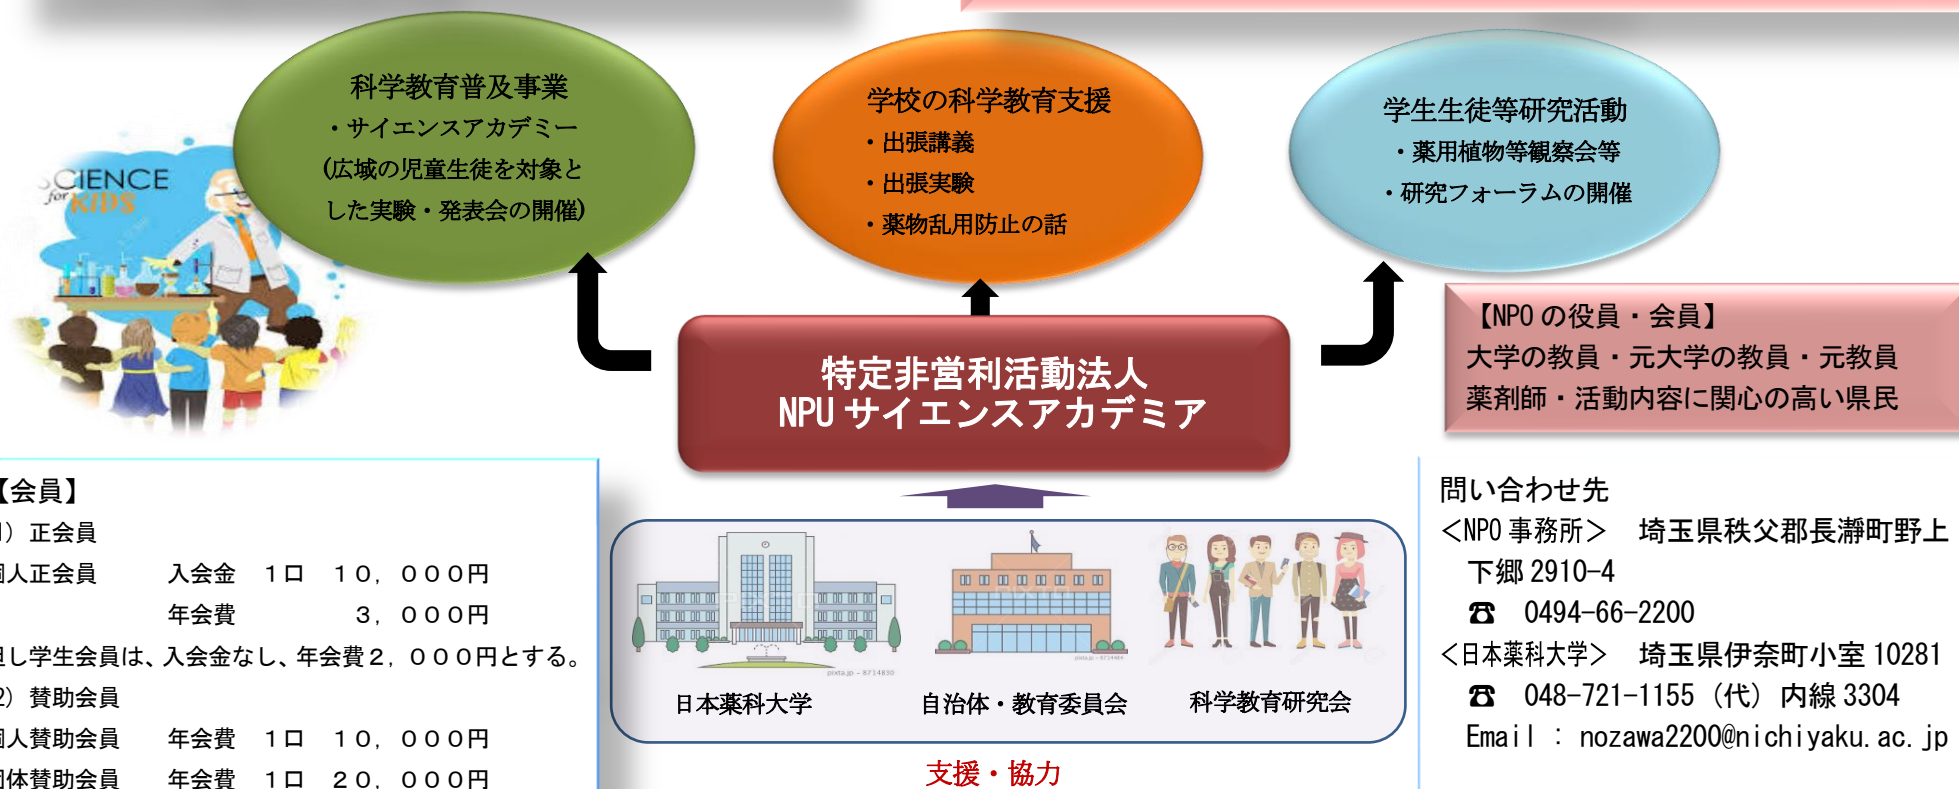 科学教育普及事業
・サイエンスアカデミー
(広域の児童生徒を対象と
した実験・発表会の開催)
学校の科学教育支援
・出張講義
・出張実験
・薬物乱用防止の話
学生生徒等研究活動
・薬用植物等観察会等
・研究フォーラムの開催
SCIENCE
for KIDS
特定非営利活動法人
NPU サイエンスアカデミア
【NPO の役員・会員】
大学の教員・元大学の教員・元教員
薬剤師・活動内容に関心の高い県民
【会員】
1）正会員
個人正会員　入会金　1口　10，000円
年会費　3，000円
但し学生会員は、入会金なし、年会費2，000円とする。
2）賛助会員
個人賛助会員　年会費　1口　10，000円
団体賛助会員　年会費　1口　20，000円
pixta.jp - 8714830
日本薬科大学
自治体・教育委員会
科学教育研究会
支援・協力
問い合わせ先
＜NPO 事務所＞　埼玉県秩父郡長瀞町野上
下郷 2910-4
☎　0494-66-2200
＜日本薬科大学＞　埼玉県伊奈町小室 10281
☎　048-721-1155（代）内線 3304
Email : nozawa2200@nichiyaku.ac.jp